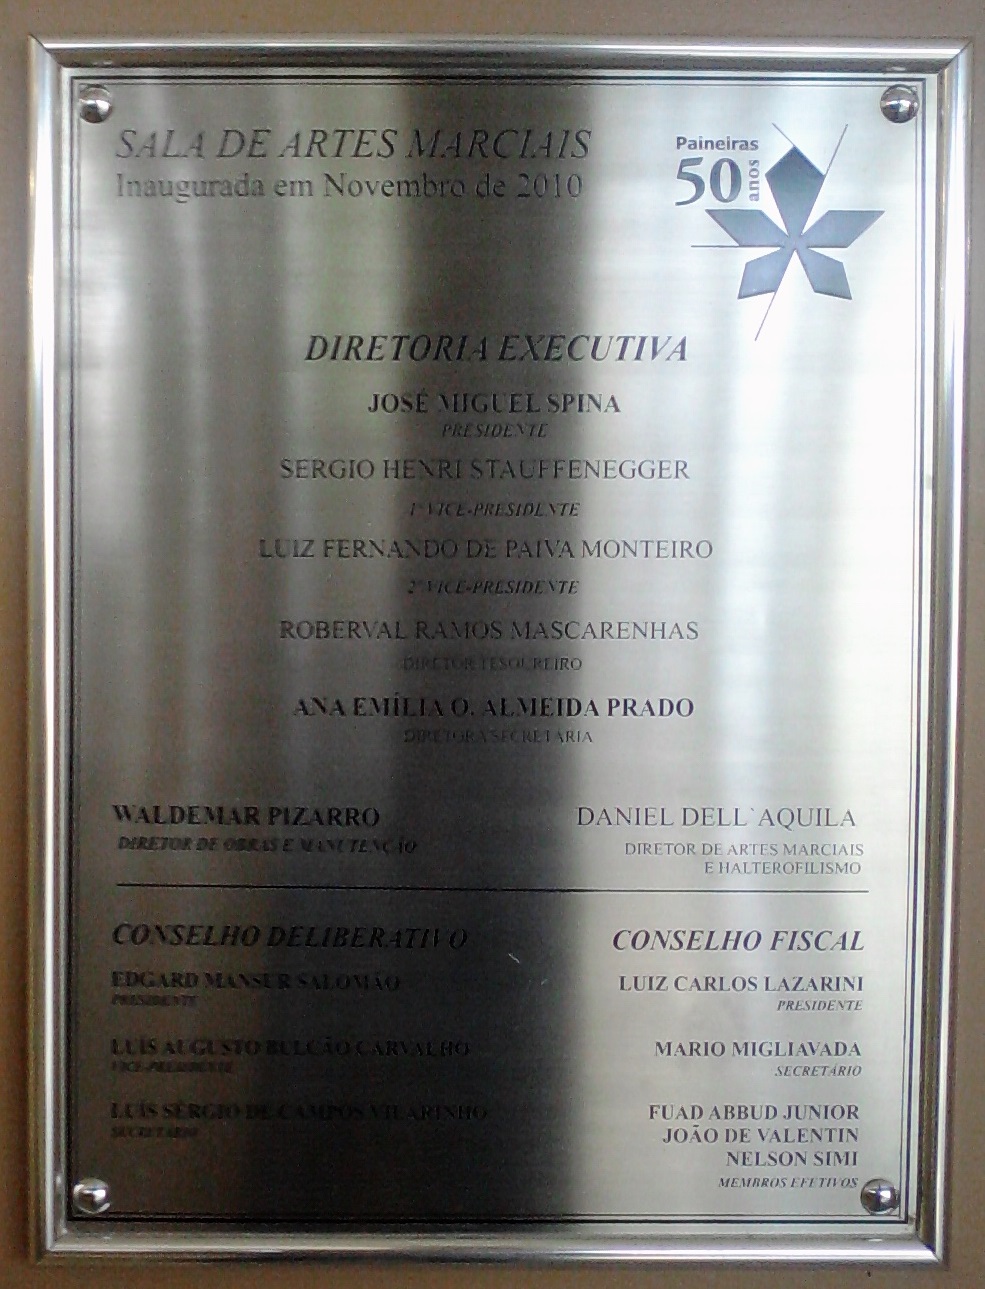 SALA DE ARTES MARCIAIS
Inaugurada em Novembro de 2010
Paineiras
50 anos
DIRETORIA EXECUTIVA
JOSÉ MIGUEL SPINA
PRESIDENTE
SERGIO HENRI STAUFFENEGGER
1º VICE-PRESIDENTE
LUIZ FERNANDO DE PAIVA MONTEIRO
2º VICE-PRESIDENTE
ROBERVAL RAMOS MASCARENHAS
DIRETOR TESOUREIRO
ANA EMÍLIA O. ALMEIDA PRADO
DIRETORA SECRETÁRIA
WALDEMAR PIZARRO
DIRETOR DE OBRAS E MANUTENÇÃO
DANIEL DELL`AQUILA
DIRETOR DE ARTES MARCIAIS
E HALTEROFILISMO
CONSELHO DELIBERATIVO
EDGARD MANSUR SALOMÃO
PRESIDENTE
LUÍS AUGUSTO BULCÃO CARVALHO
VICE-PRESIDENTE
LUÍS SÉRGIO DE CAMPOS VILARINHO
SECRETÁRIO
CONSELHO FISCAL
LUIZ CARLOS LAZARINI
PRESIDENTE
MARIO MIGLIAVADA
SECRETÁRIO
FUAD ABBUD JUNIOR
JOÃO DE VALENTIN
NELSON SIMI
MEMBROS EFETIVOS